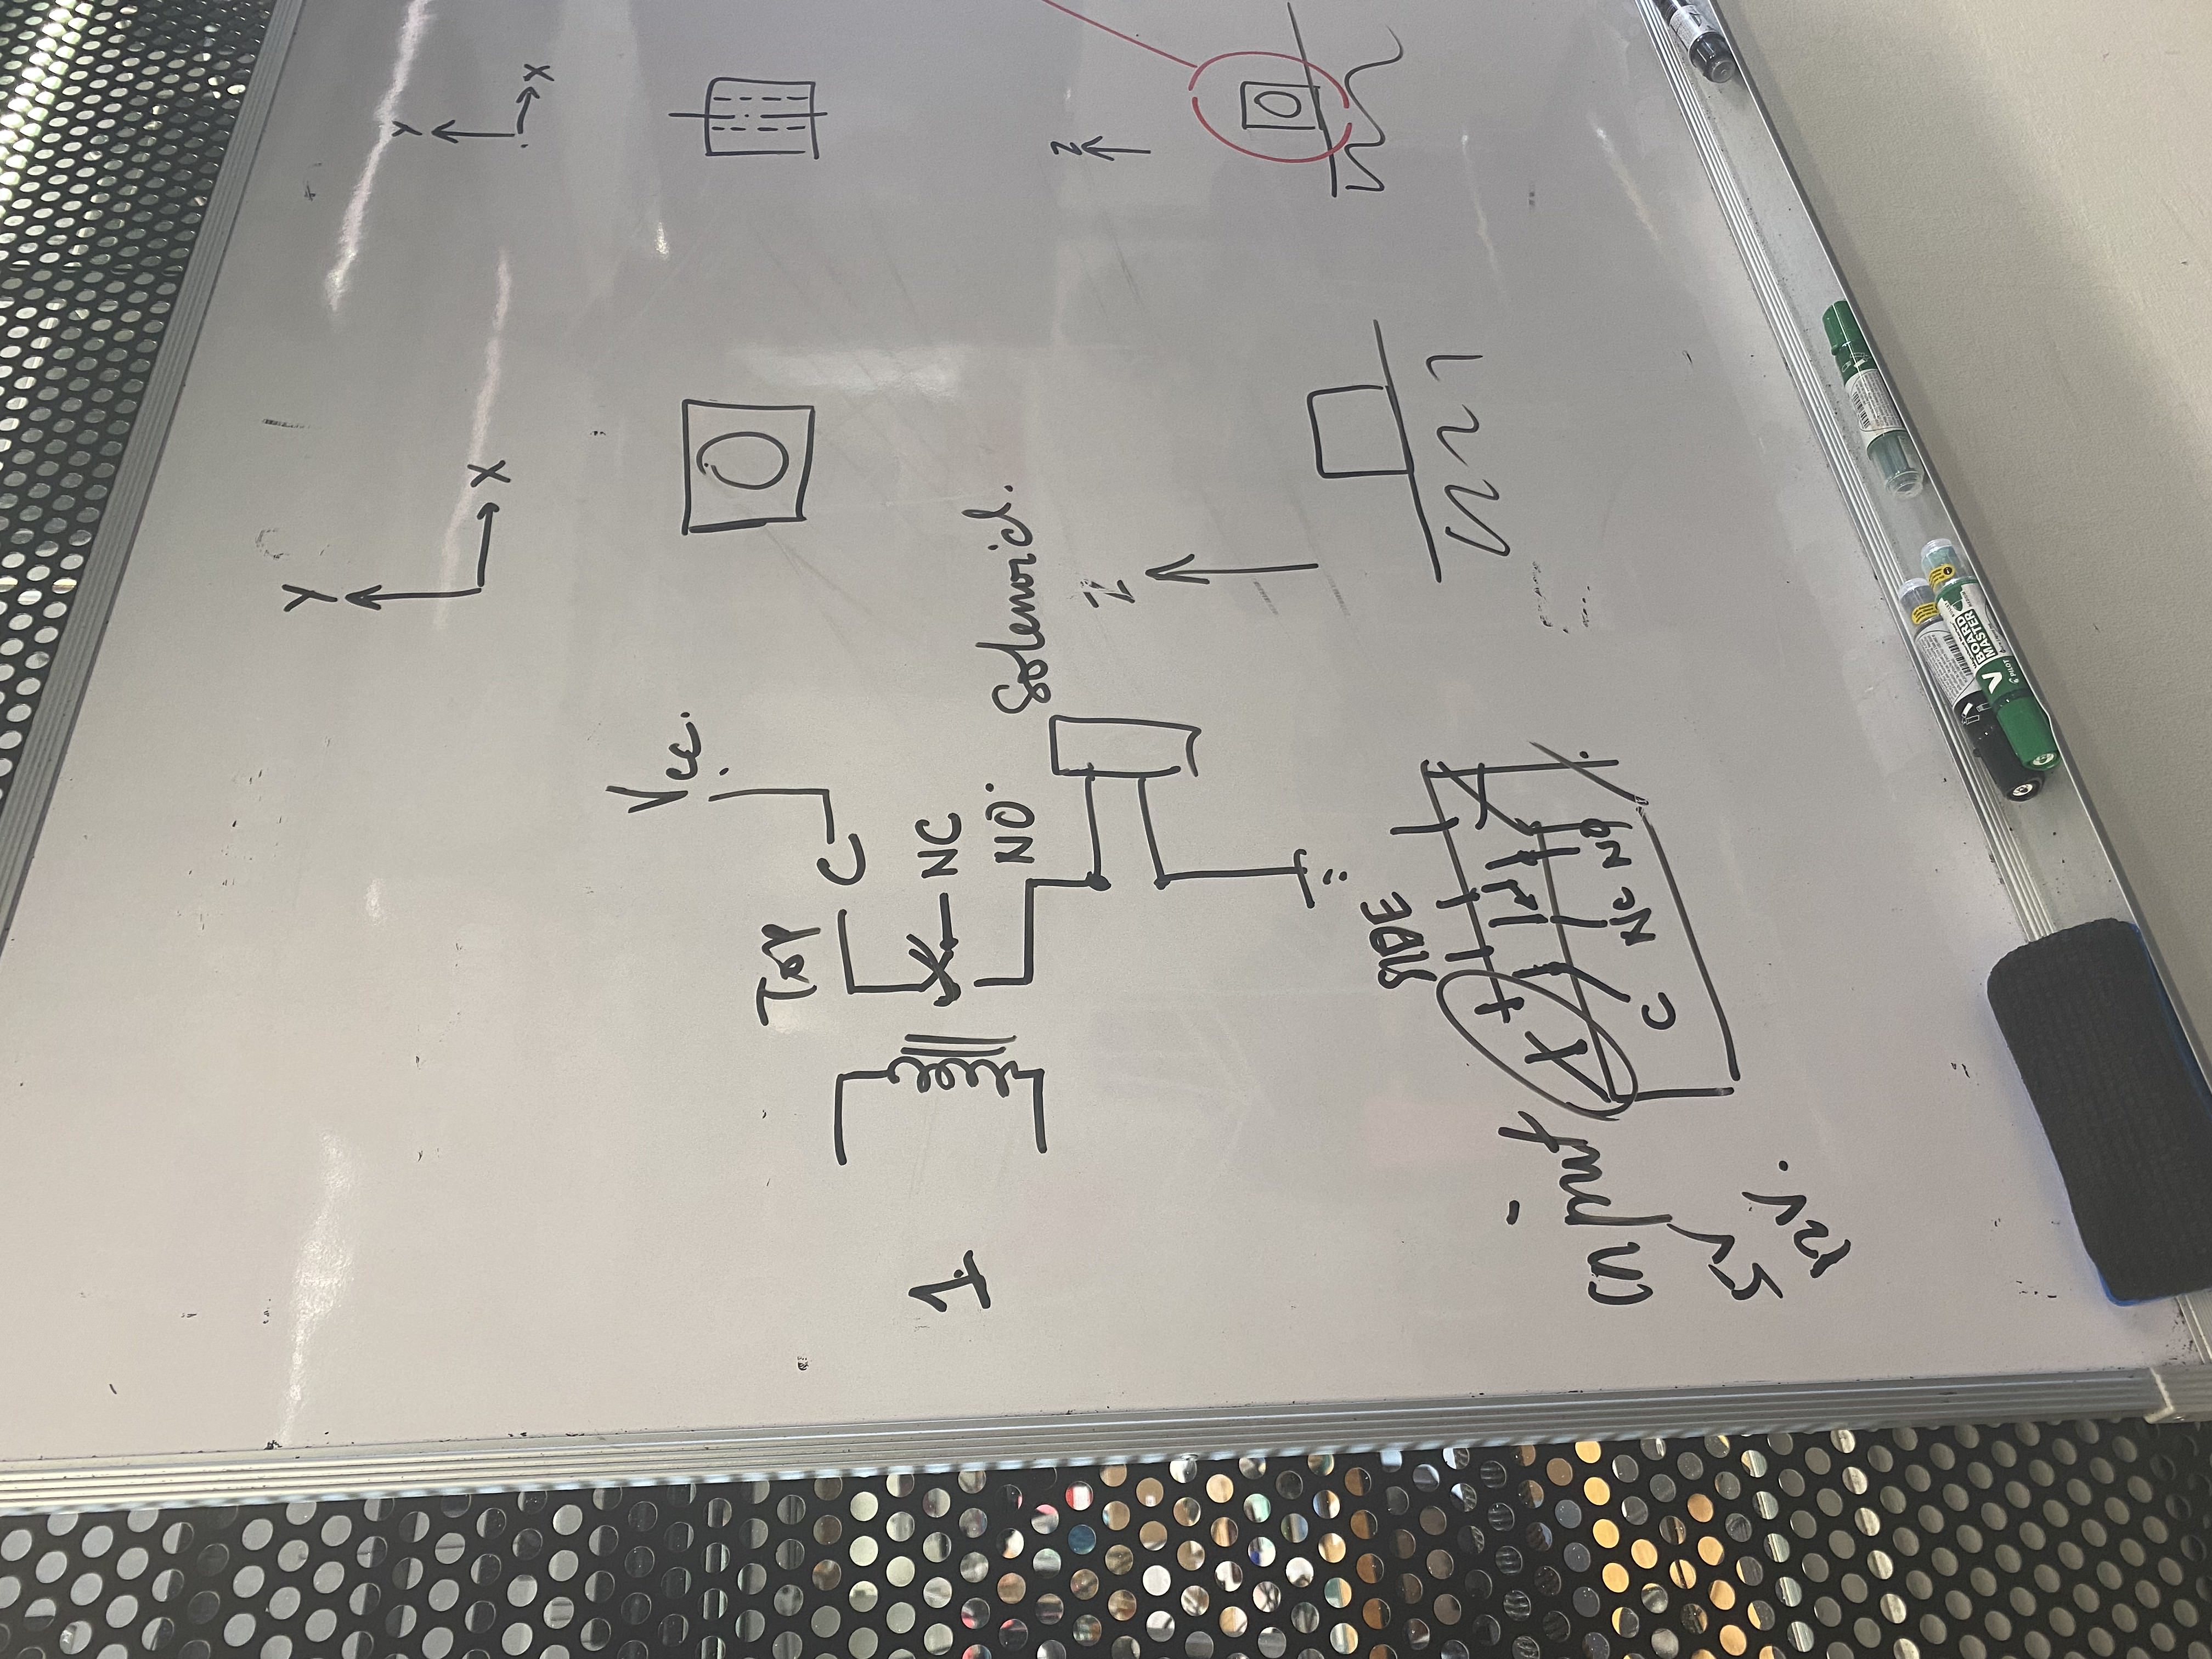 Y
X
Y
X
Vcc.
Top
C
1
NC
NO.
Solenoid.
Z
Z
SIDE
input
C
NC
NO
5V
12V.
V BOARD
MASTER
PILOT